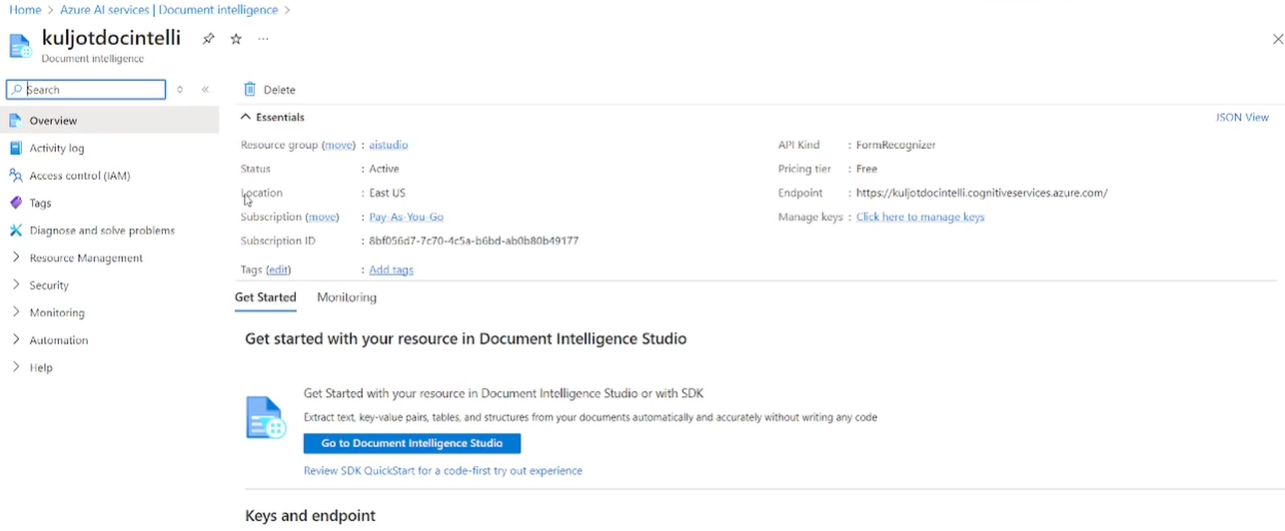 Home > Azure AI services | Document intelligence >
kuljotdocintelli
Document intelligence
Search
Delete
Overview
Activity log
Access control (IAM)
Tags
Diagnose and solve problems
Resource Management
Security
Monitoring
Automation
Help
Essentials
JSON View
Resource group (move) : aistudio
Status : Active
Location : East US
Subscription (move) : Pay-As-You-Go
Subscription ID : 8bf056d7-7c70-4c5a-b6bd-ab0b80b49177
Tags (edit) : Add tags
API Kind : FormRecognizer
Pricing tier : Free
Endpoint : https://kuljotdocintelli.cognitiveservices.azure.com/
Manage keys : Click here to manage keys
Get Started Monitoring
Get started with your resource in Document Intelligence Studio
Get Started with your resource in Document Intelligence Studio or with SDK
Extract text, key-value pairs, tables, and structures from your documents automatically and accurately without writing any code
Go to Document Intelligence Studio
Review SDK QuickStart for a code-first try out experience
Keys and endpoint